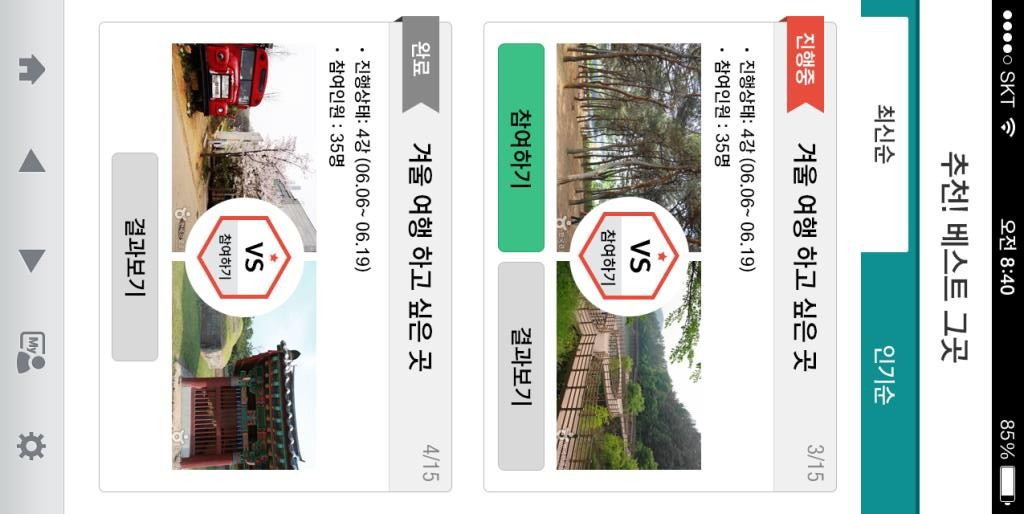 SKT 오전 8:40 85%
추천! 베스트 그곳
최신순 인기순
진행중 겨울 여행 하고 싶은 곳 3/15
· 진행상태: 4강 (06.06~ 06.19)
· 참여인원 : 35명
VS
참여하기
참여하기 결과보기
완료 겨울 여행 하고 싶은 곳 4/15
· 진행상태: 4강 (06.06~ 06.19)
· 참여인원 : 35명
VS
참여하기
결과보기
My